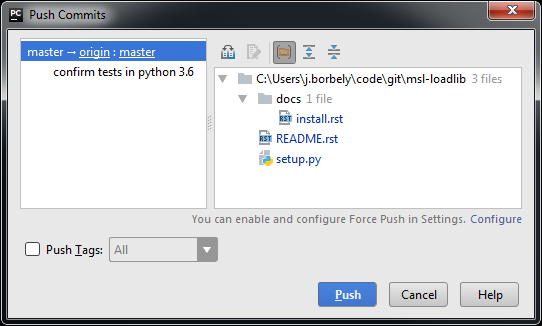 PC Push Commits
master → origin : master
confirm tests in python 3.6
C:\Users\j.borbely\code\git\msl-loadlib 3 files
docs 1 file
RST install.rst
RST README.rst
setup.py
You can enable and configure Force Push in Settings. Configure
Push Tags: All
Push Cancel Help